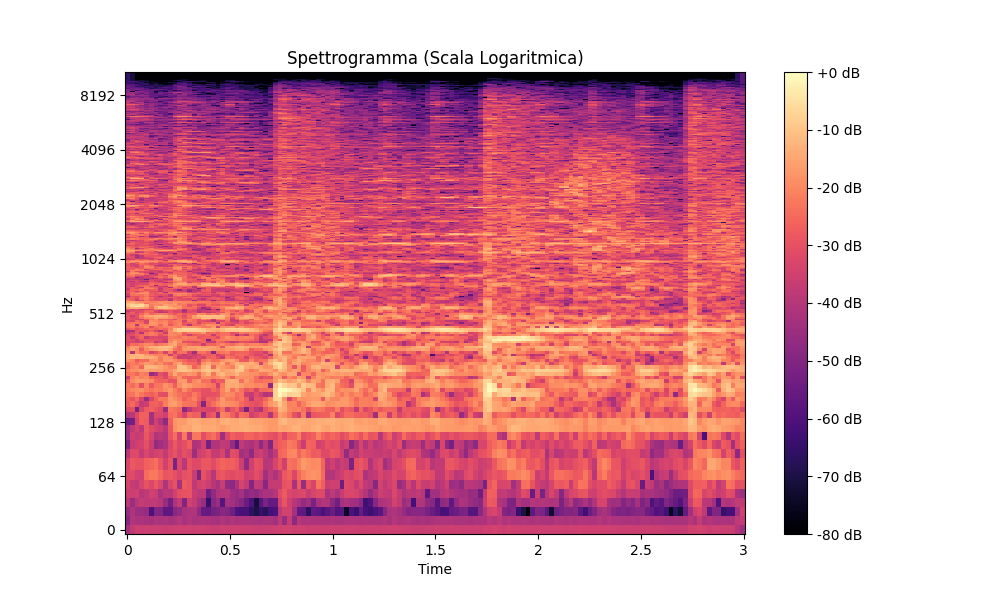 Spettrogramma (Scala Logaritmica)
Hz
8192
4096
2048
1024
512
256
128
64
0
0
0.5
1
1.5
2
2.5
3
Time
+0 dB
-10 dB
-20 dB
-30 dB
-40 dB
-50 dB
-60 dB
-70 dB
-80 dB